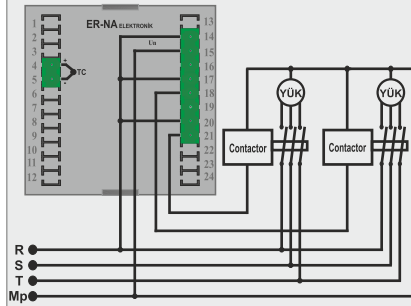 ER-NA ELEKTRONİK
Un
1
2
3
4
5
6
7
8
9
10
11
12
+
TC
-
13
14
15
16
17
18
19
20
21
22
23
24
YÜK
YÜK
Contactor
Contactor
R
S
T
Mp